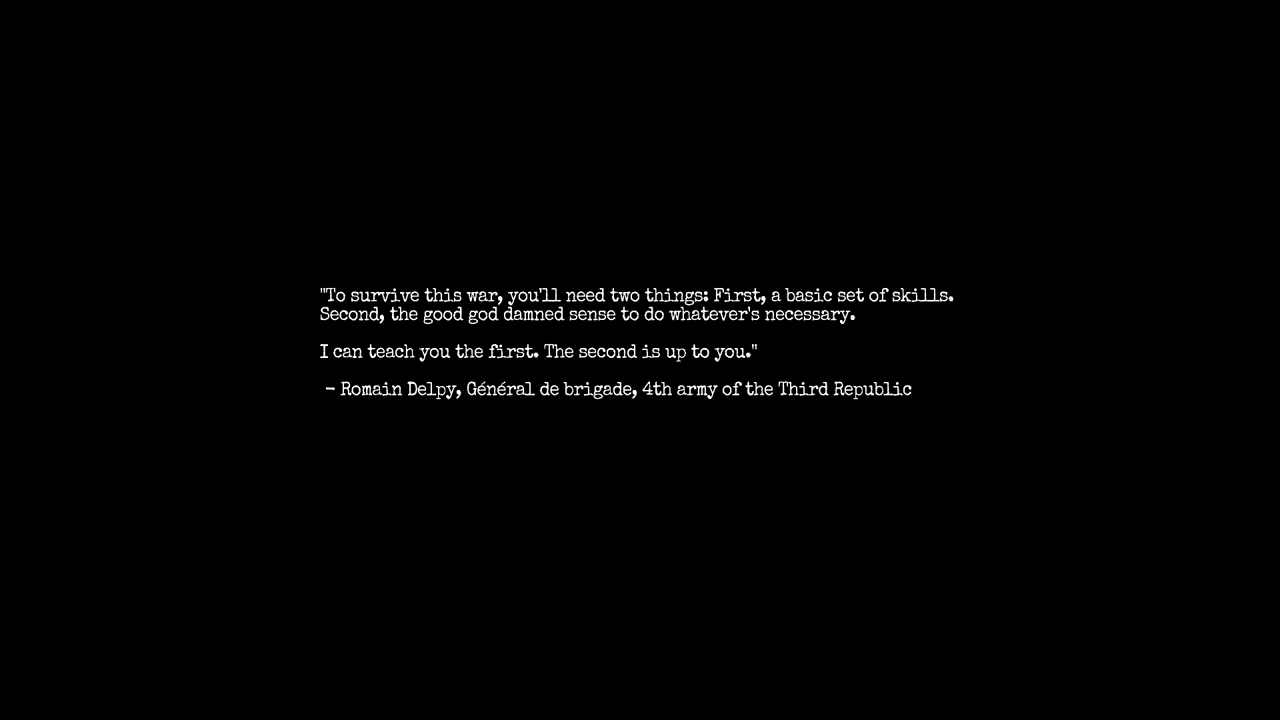 "To survive this war, you'll need two things: First, a basic set of skills.
Second, the good god damned sense to do whatever's necessary.
I can teach you the first. The second is up to you."
– Romain Delpy, Général de brigade, 4th army of the Third Republic